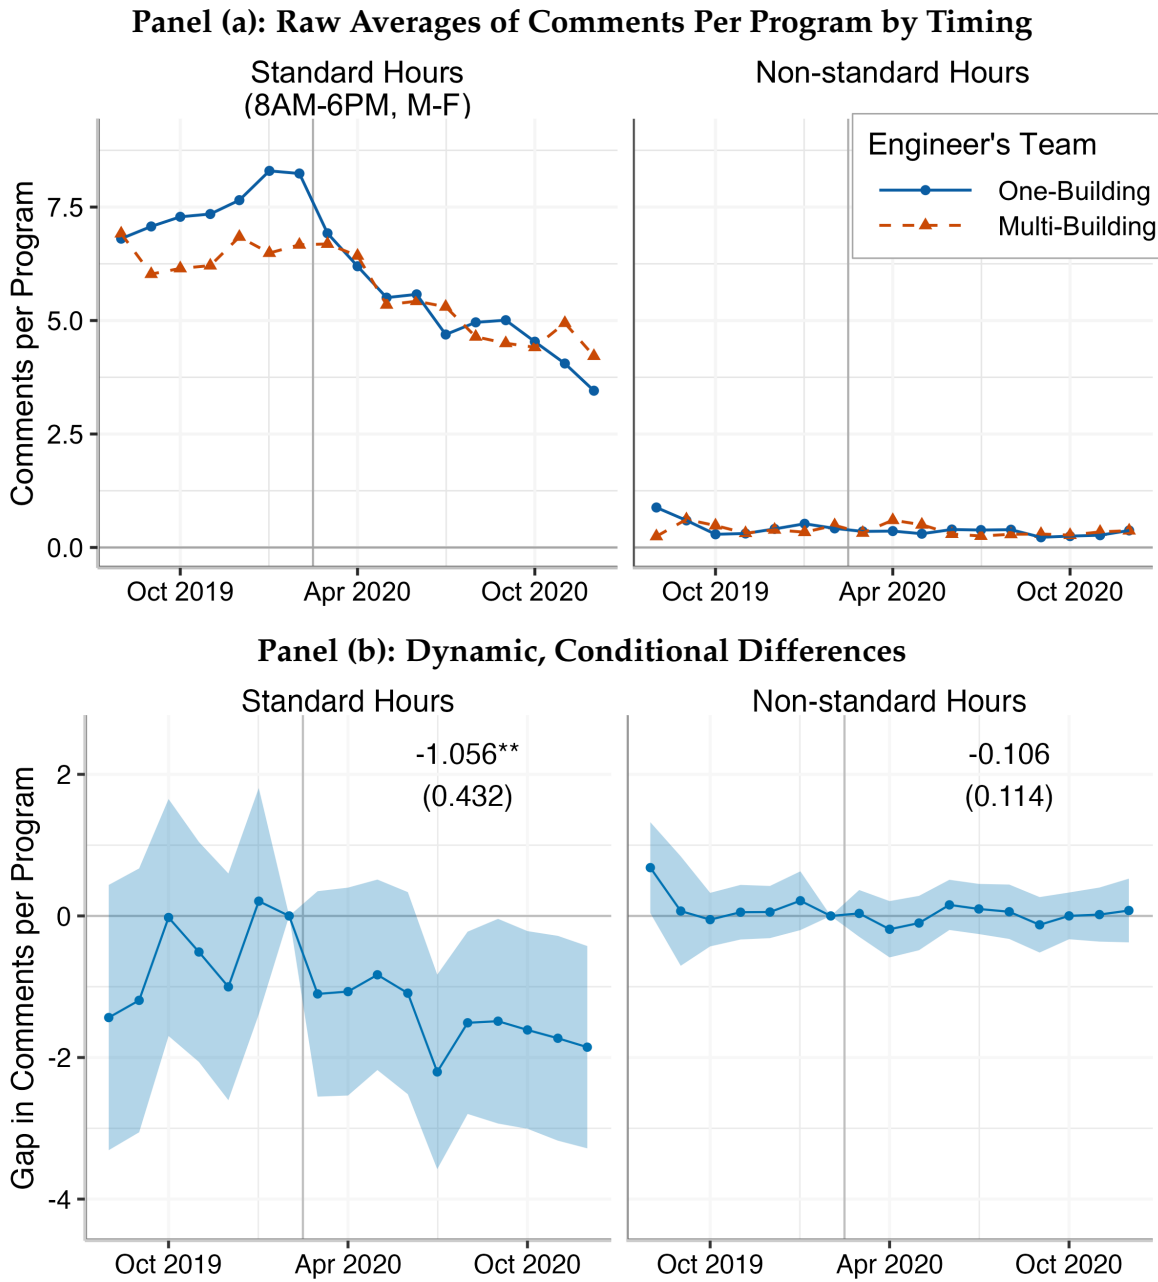 Panel (a): Raw Averages of Comments Per Program by Timing
Standard Hours
(8AM-6PM, M-F)
Non-standard Hours
Engineer's Team
One-Building
Multi-Building
Comments per Program
7.5
5.0
2.5
0.0
Oct 2019
Apr 2020
Oct 2020
Oct 2019
Apr 2020
Oct 2020
Panel (b): Dynamic, Conditional Differences
Standard Hours
Non-standard Hours
-1.056**
(0.432)
-0.106
(0.114)
Gap in Comments per Program
2
0
-2
-4
Oct 2019
Apr 2020
Oct 2020
Oct 2019
Apr 2020
Oct 2020